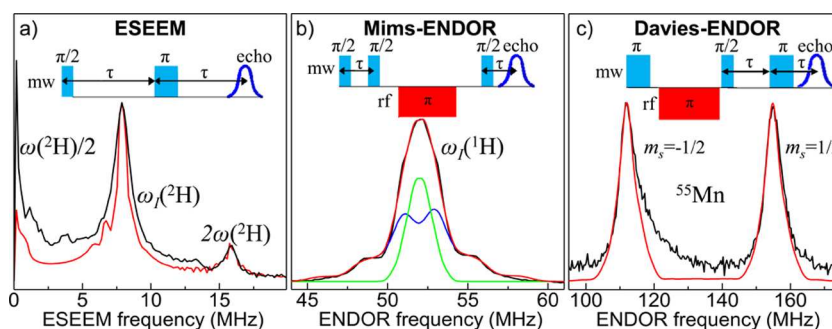 a) ESEEM
π/2 π echo
mw τ τ
ω(²H)/2
ω_I(²H)
2ω(²H)
0 5 10 15
ESEEM frequency (MHz)
b) Mims-ENDOR
π/2 π/2 π/2 echo
mw τ τ
rf π
ω_I(¹H)
45 50 55 60
ENDOR frequency (MHz)
c) Davies-ENDOR
π π/2 π echo
mw τ τ
rf π
m_s=-1/2 m_s=1/
⁵⁵Mn
100 120 140 160
ENDOR frequency (MHz)